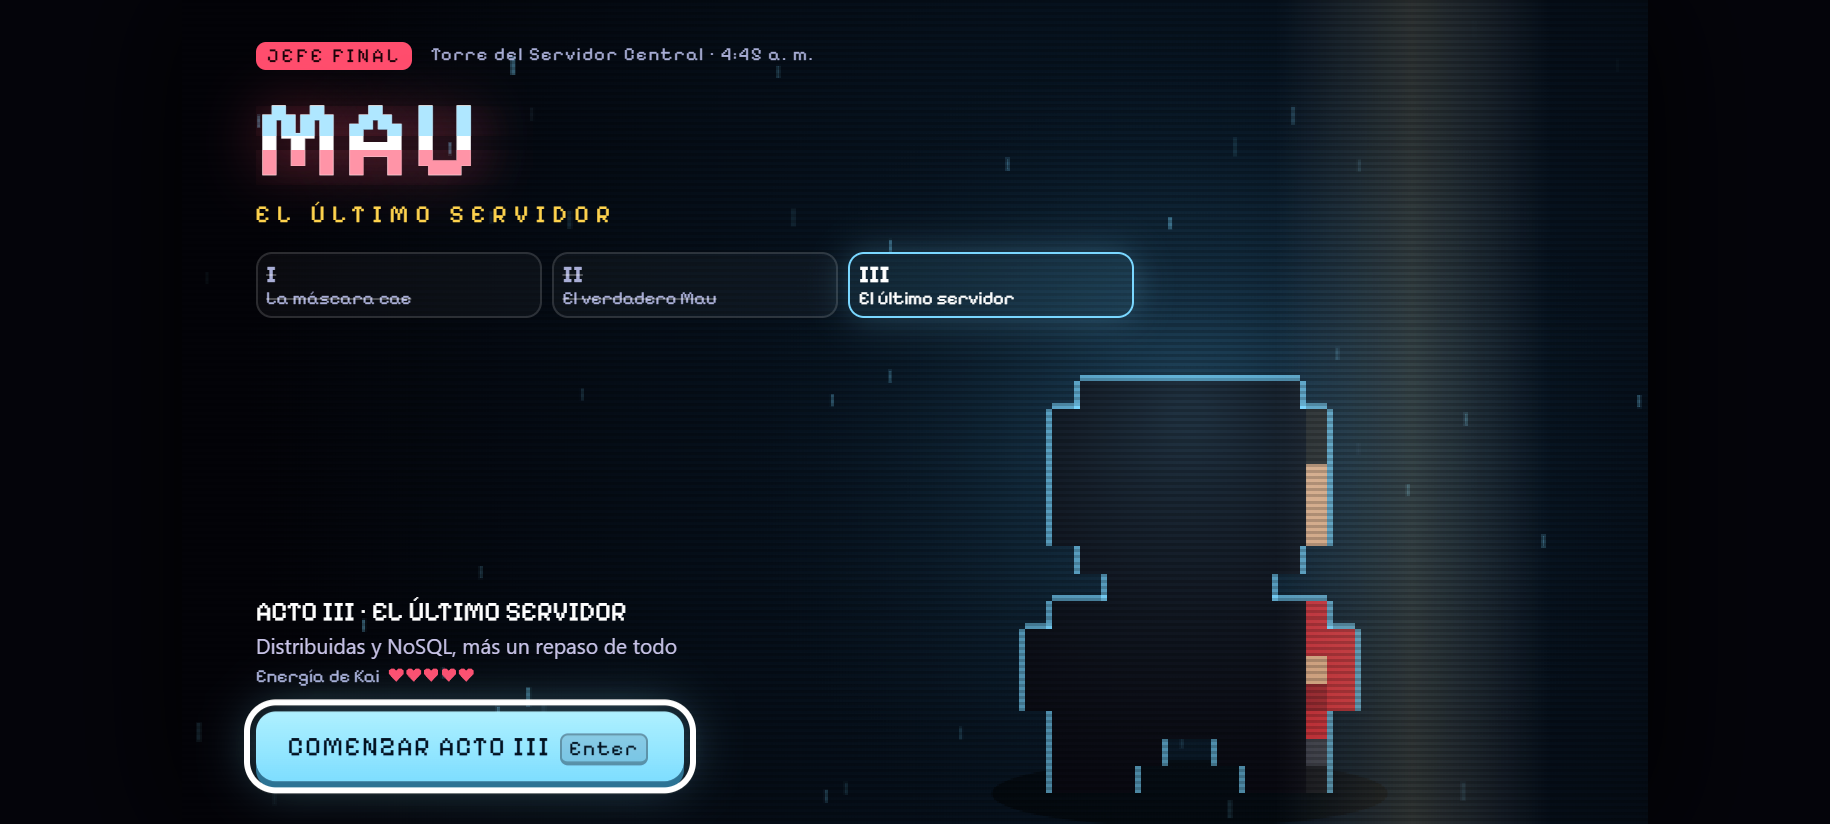 JEFE FINAL
Torre del Servidor Central · 4:48 a. m.
MAU
EL ÚLTIMO SERVIDOR
I
La máscara cae
II
El verdadero Mau
III
El último servidor
ACTO III · EL ÚLTIMO SERVIDOR
Distribuidas y NoSQL, más un repaso de todo
Energía de Kai ♥♥♥♥♥
COMENZAR ACTO III Enter